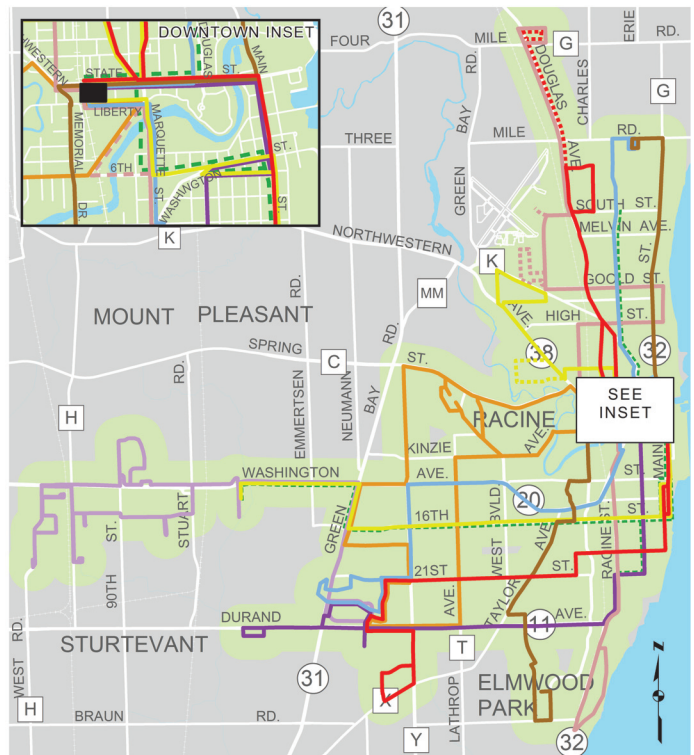 DOWNTOWN INSET
NORTHWESTERN
STATE
ST.
DOUGLAS
MAIN
LIBERTY
MARQUETTE
ST.
MEMORIAL
DR.
6TH
WASHINGTON
ST.
ST.
31
FOUR
MILE
RD.
G
DOUGLAS
AVE.
CHARLES
ERIE
ST.
RD.
G
THREE
MILE
RD.
BAY
RD.
GREEN
SOUTH ST.
MELVIN AVE.
K
NORTHWESTERN
AVE.
K
GOOLD ST.
HIGH
ST.
MM
MOUNT PLEASANT
RD.
RD.
RD.
SPRING
ST.
C
38
32
H
EMMERTSEN
NEUMANN
BAY
RACINE
AVE.
SEE
INSET
KINZIE
WASHINGTON
AVE.
20
ST.
MAIN
16TH
BLVD
ST.
90TH
ST.
STUART
GREEN
WEST
AVE.
RACINE ST.
21ST
ST.
DURAND
AVE.
TAYLOR
11
AVE.
STURTEVANT
WEST
RD.
31
T
LATHROP
ELMWOOD
PARK
H
X
BRAUN
RD.
Y
32
N